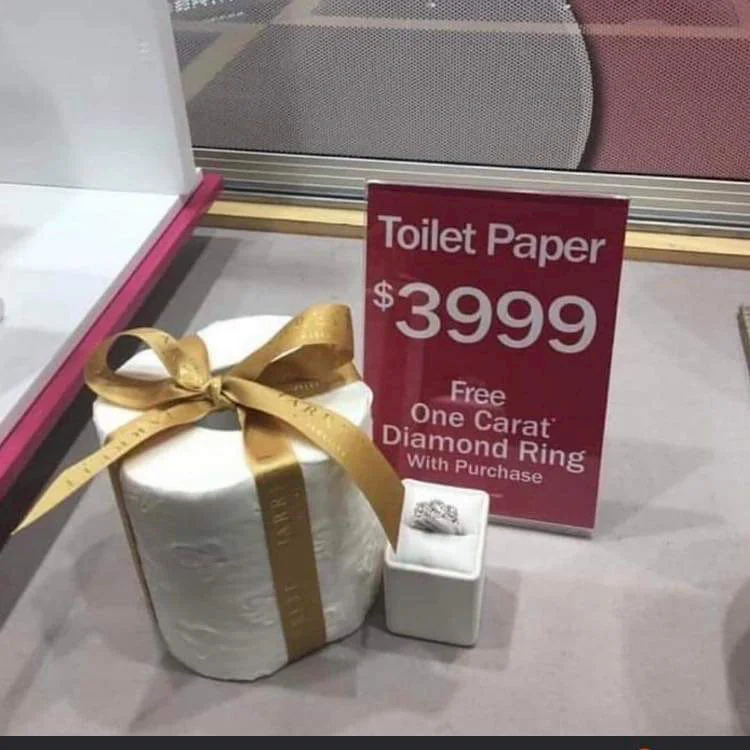 Toilet Paper
$3999
Free
One Carat*
Diamond Ring
With Purchase